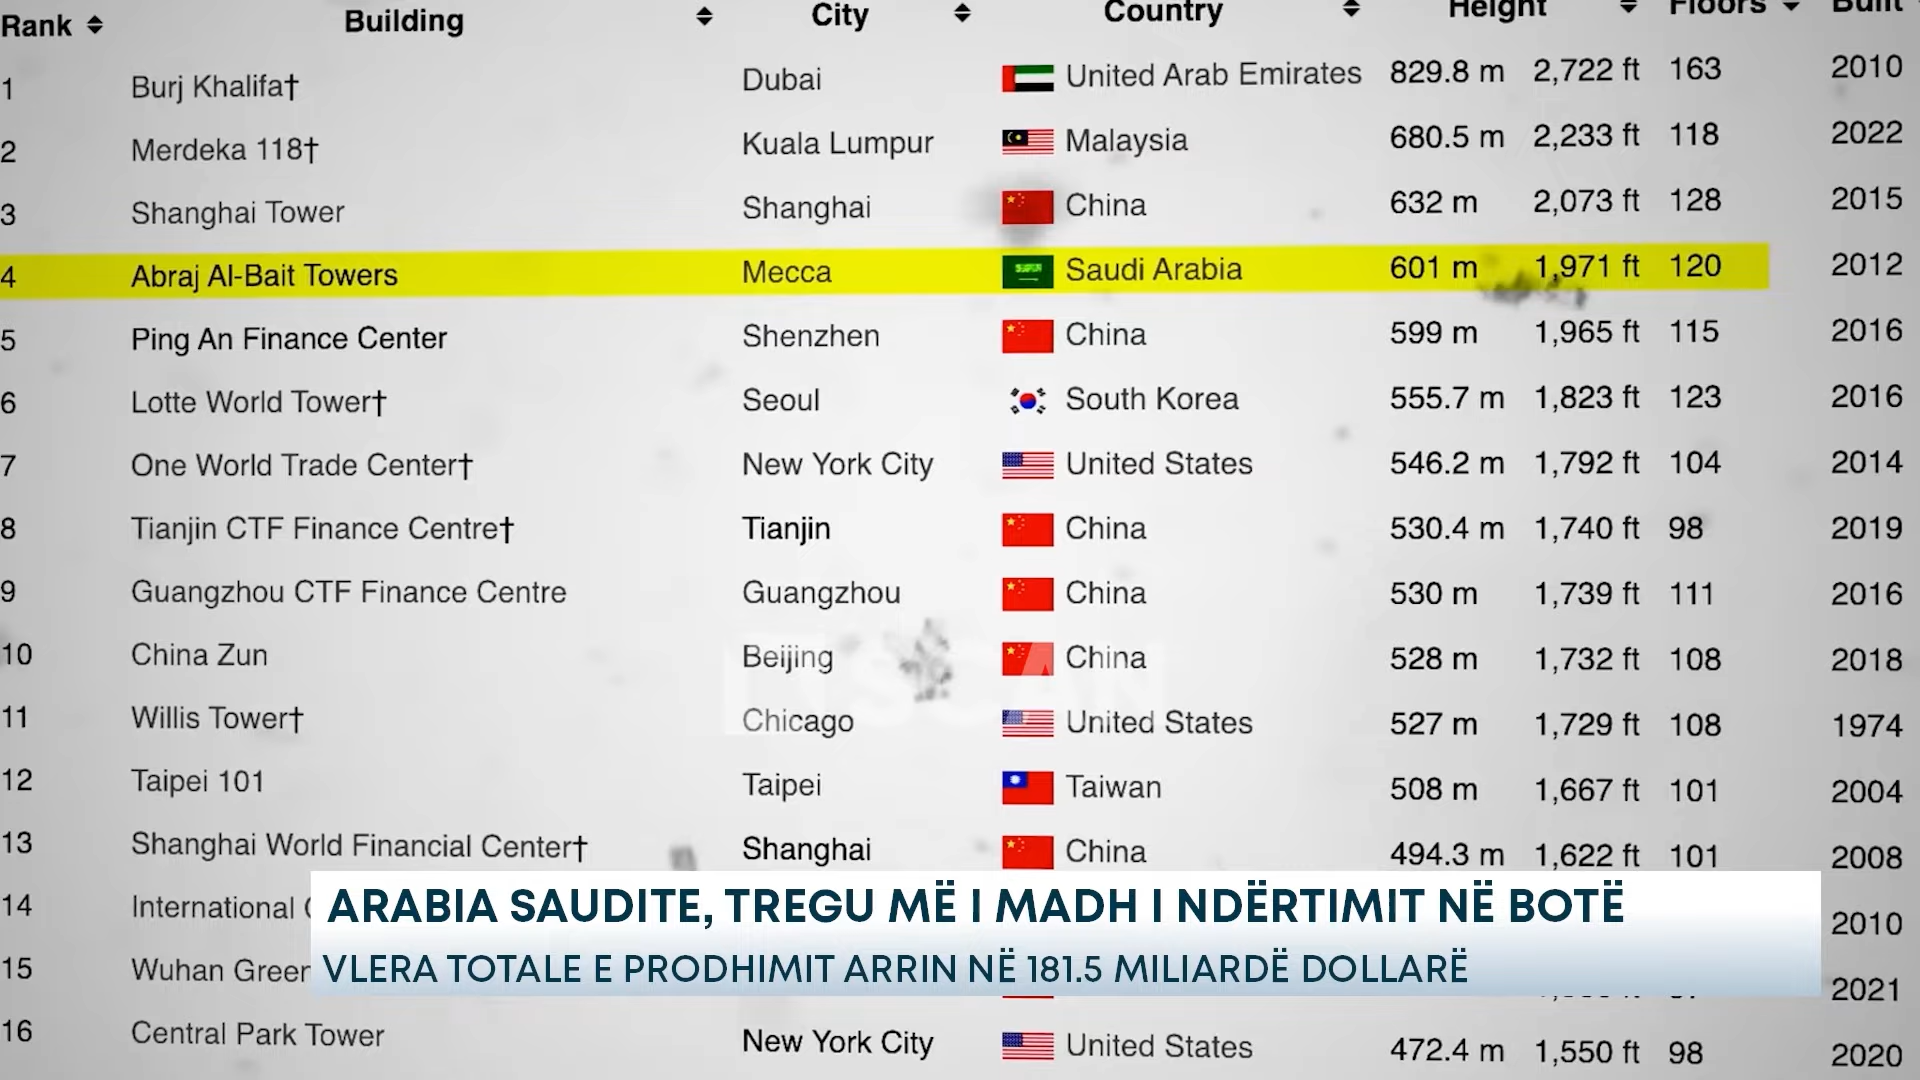 Rank Building City Country Height Floors Built
1 Burj Khalifa† Dubai United Arab Emirates 829.8 m 2,722 ft 163 2010
2 Merdeka 118† Kuala Lumpur Malaysia 680.5 m 2,233 ft 118 2022
3 Shanghai Tower Shanghai China 632 m 2,073 ft 128 2015
4 Abraj Al-Bait Towers Mecca Saudi Arabia 601 m 1,971 ft 120 2012
5 Ping An Finance Center Shenzhen China 599 m 1,965 ft 115 2016
6 Lotte World Tower† Seoul South Korea 555.7 m 1,823 ft 123 2016
7 One World Trade Center† New York City United States 546.2 m 1,792 ft 104 2014
8 Tianjin CTF Finance Centre† Tianjin China 530.4 m 1,740 ft 98 2019
9 Guangzhou CTF Finance Centre Guangzhou China 530 m 1,739 ft 111 2016
10 China Zun Beijing China 528 m 1,732 ft 108 2018
11 Willis Tower† Chicago United States 527 m 1,729 ft 108 1974
12 Taipei 101 Taipei Taiwan 508 m 1,667 ft 101 2004
13 Shanghai World Financial Center† Shanghai China 494.3 m 1,622 ft 101 2008
14 International 2010
ARABIA SAUDITE, TREGU MË I MADH I NDËRTIMIT NË BOTË
15 Wuhan Green 2021
VLERA TOTALE E PRODHIMIT ARRIN NË 181.5 MILIARDË DOLLARË
16 Central Park Tower New York City United States 472.4 m 1,550 ft 98 2020